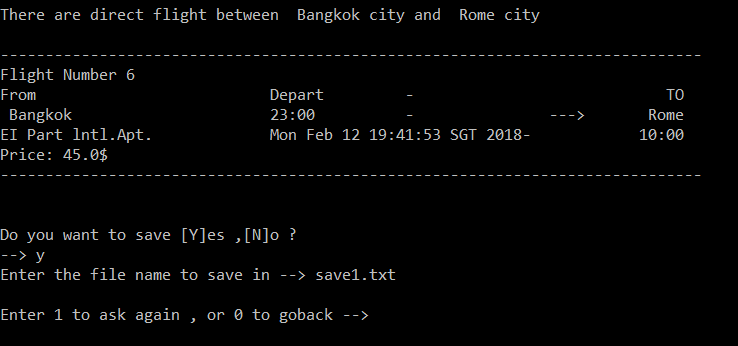 There are direct flight between  Bangkok city and  Rome city
------------------------------------------------------------------------------
Flight Number 6
From                          Depart         -                            TO
 Bangkok                      23:00          -               --->       Rome
EI Part lntl.Apt.             Mon Feb 12 19:41:53 SGT 2018-            10:00
Price: 45.0$
------------------------------------------------------------------------------
Do you want to save [Y]es ,[N]o ?
--> y
Enter the file name to save in --> save1.txt
Enter 1 to ask again , or 0 to goback -->